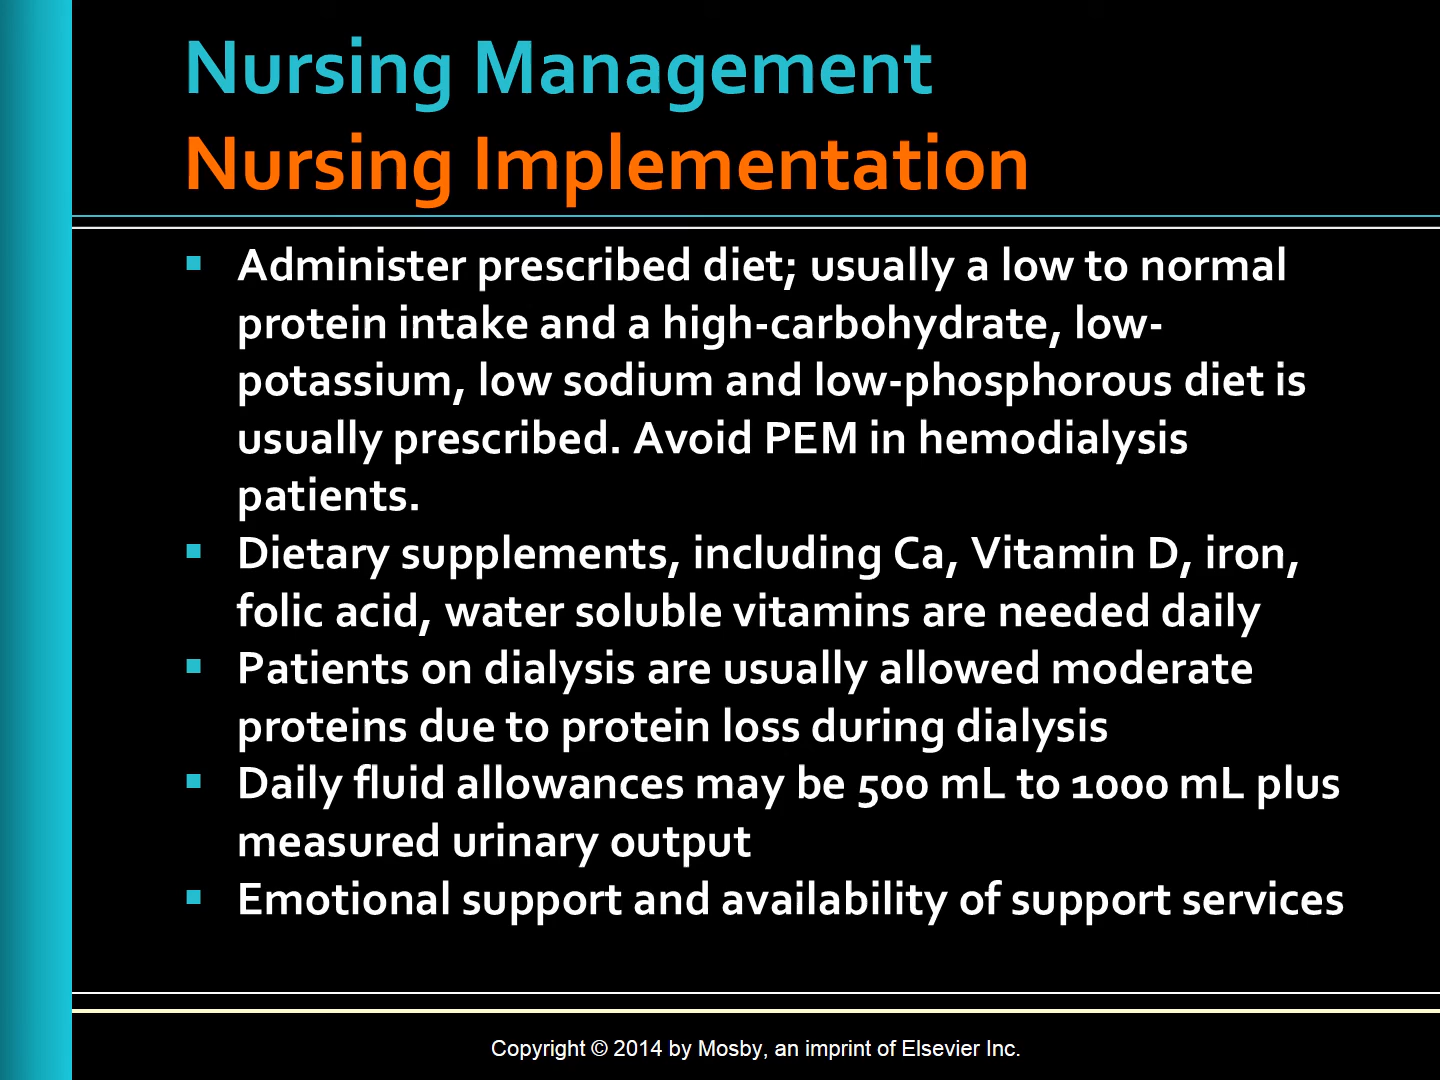 Nursing Management
Nursing Implementation
▪ Administer prescribed diet; usually a low to normal
protein intake and a high-carbohydrate, low-
potassium, low sodium and low-phosphorous diet is
usually prescribed. Avoid PEM in hemodialysis
patients.
▪ Dietary supplements, including Ca, Vitamin D, iron,
folic acid, water soluble vitamins are needed daily
▪ Patients on dialysis are usually allowed moderate
proteins due to protein loss during dialysis
▪ Daily fluid allowances may be 500 mL to 1000 mL plus
measured urinary output
▪ Emotional support and availability of support services
Copyright © 2014 by Mosby, an imprint of Elsevier Inc.